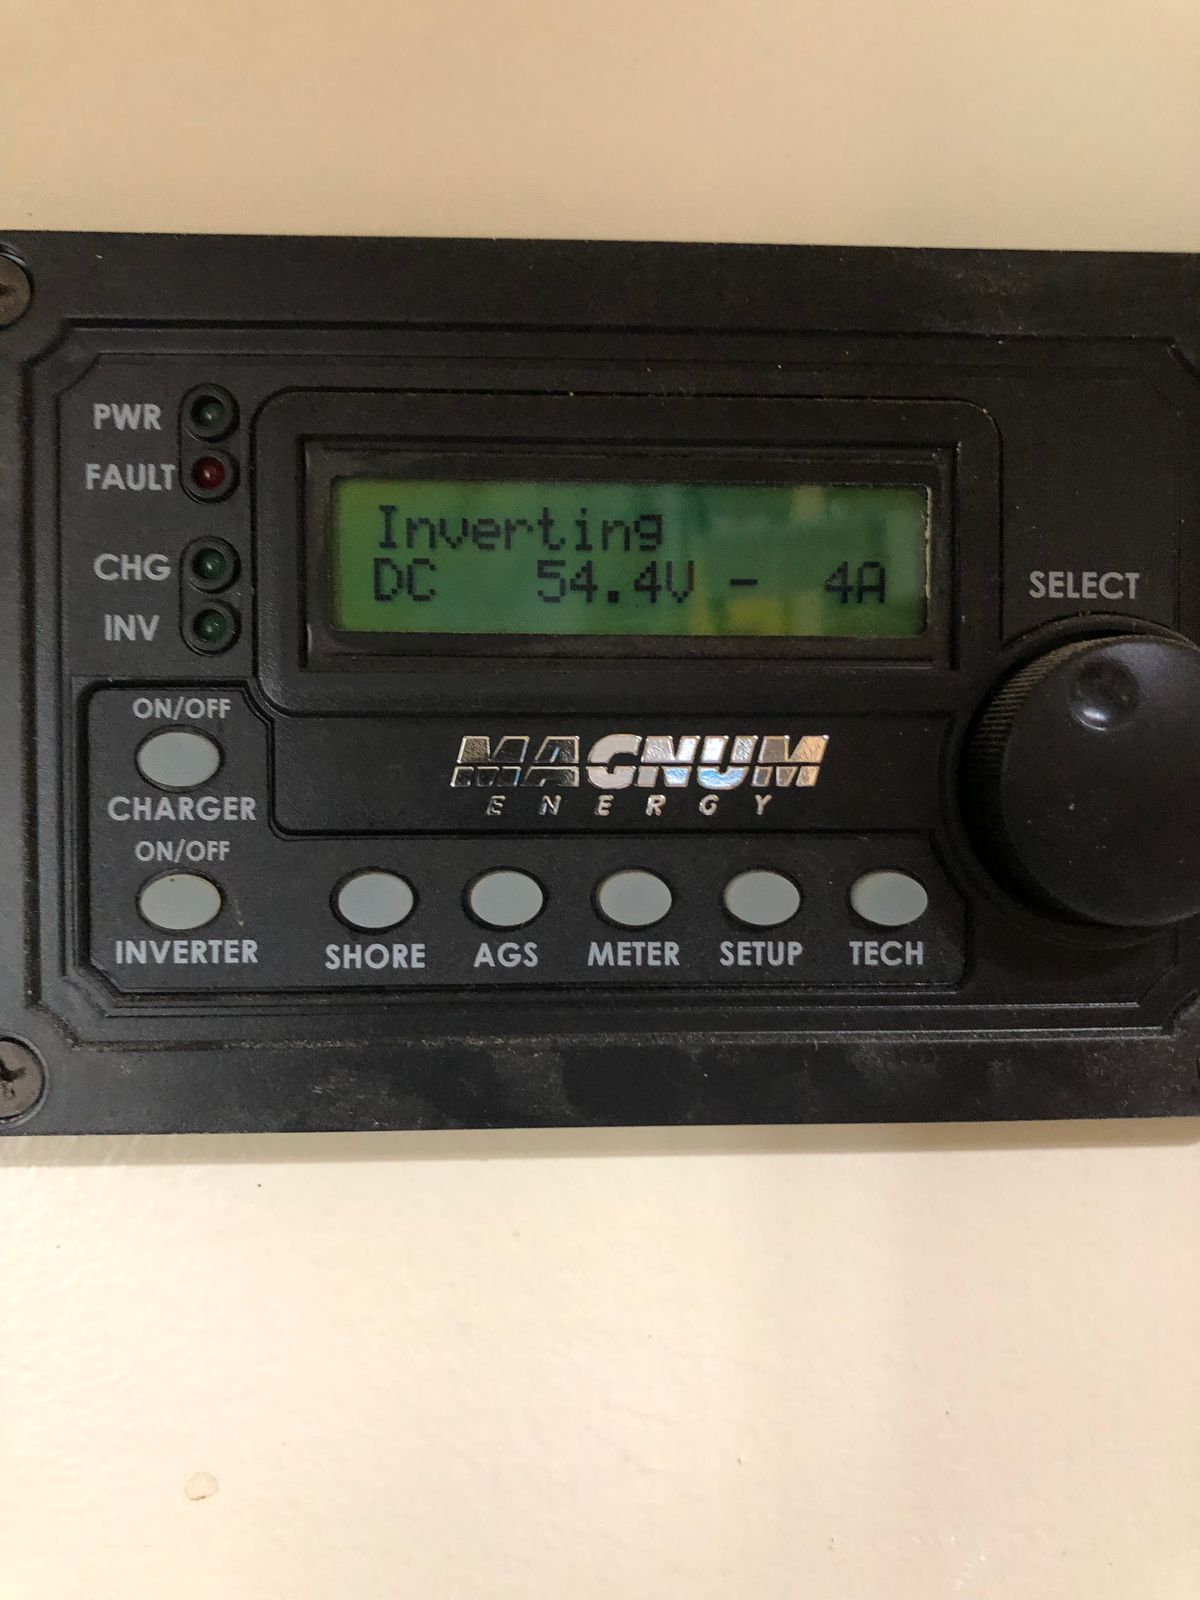 PWR
FAULT
CHG
INV
Inverting
DC 54.4V - 4A
SELECT
ON/OFF
CHARGER
ON/OFF
INVERTER
MAGNUM
ENERGY
SHORE
AGS
METER
SETUP
TECH